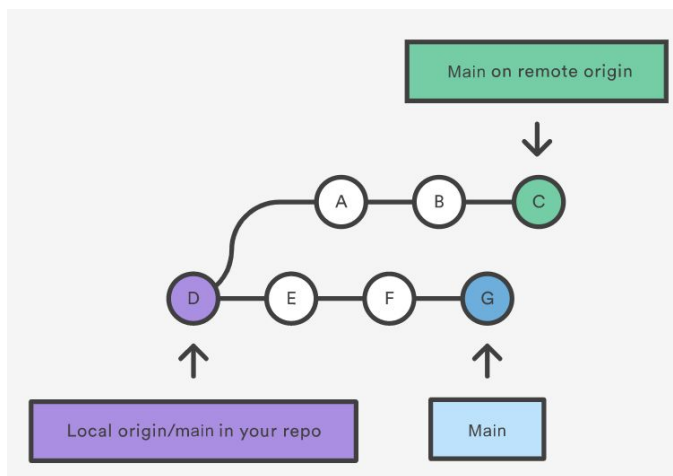 Main on remote origin
A B C
D E F G
Local origin/main in your repo
Main